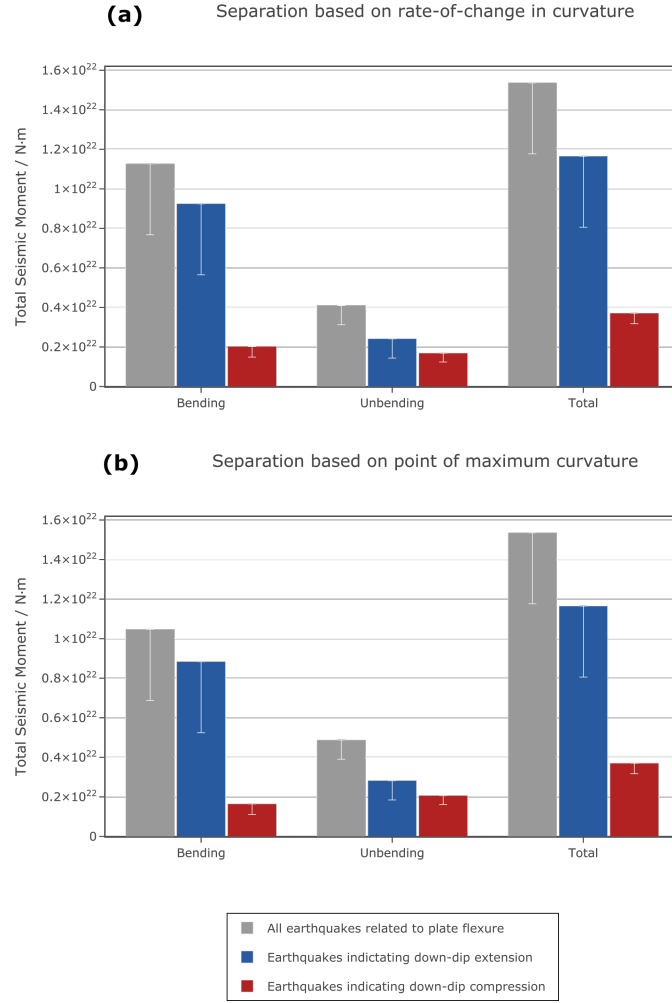 (a) Separation based on rate-of-change in curvature
Total Seismic Moment / N·m
1.6×10²²
1.4×10²²
1.2×10²²
1×10²²
0.8×10²²
0.6×10²²
0.4×10²²
0.2×10²²
0
Bending Unbending Total
(b) Separation based on point of maximum curvature
Total Seismic Moment / N·m
1.6×10²²
1.4×10²²
1.2×10²²
1×10²²
0.8×10²²
0.6×10²²
0.4×10²²
0.2×10²²
0
Bending Unbending Total
All earthquakes related to plate flexure
Earthquakes indictating down-dip extension
Earthquakes indicating down-dip compression